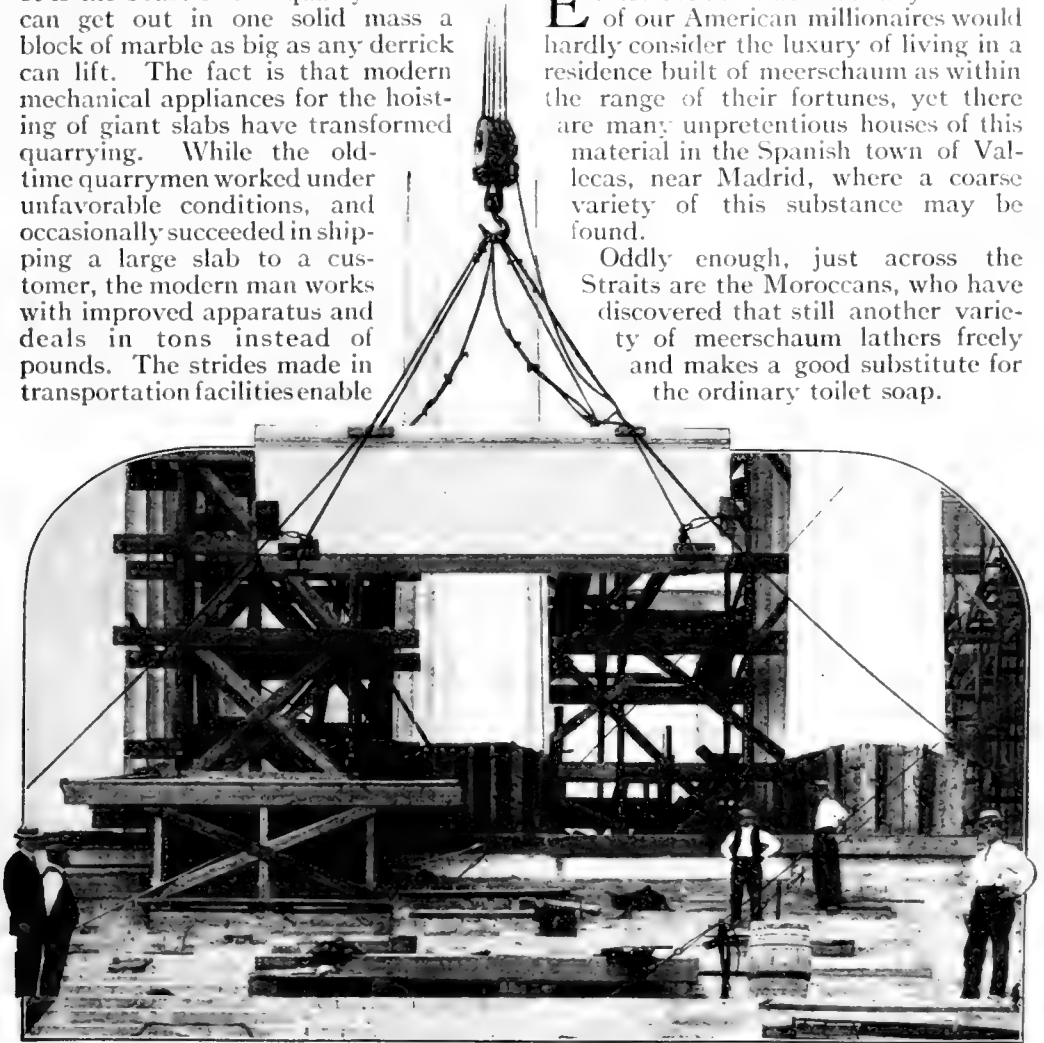 can get out in one solid mass a
block of marble as big as any derrick
can lift. The fact is that modern
mechanical appliances for the hoist-
ing of giant slabs have transformed
quarrying. While the old-
time quarrymen worked under
unfavorable conditions, and
occasionally succeeded in ship-
ping a large slab to a cus-
tomer, the modern man works
with improved apparatus and
deals in tons instead of
pounds. The strides made in
transportation facilities enable
E
of our American millionaires would
hardly consider the luxury of living in a
residence built of meerschaum as within
the range of their fortunes, yet there
are many unpretentious houses of this
material in the Spanish town of Val-
lecas, near Madrid, where a coarse
variety of this substance may be
found.
Oddly enough, just across the
Straits are the Moroccans, who have
discovered that still another varie-
ty of meerschaum lathers freely
and makes a good substitute for
the ordinary toilet soap.